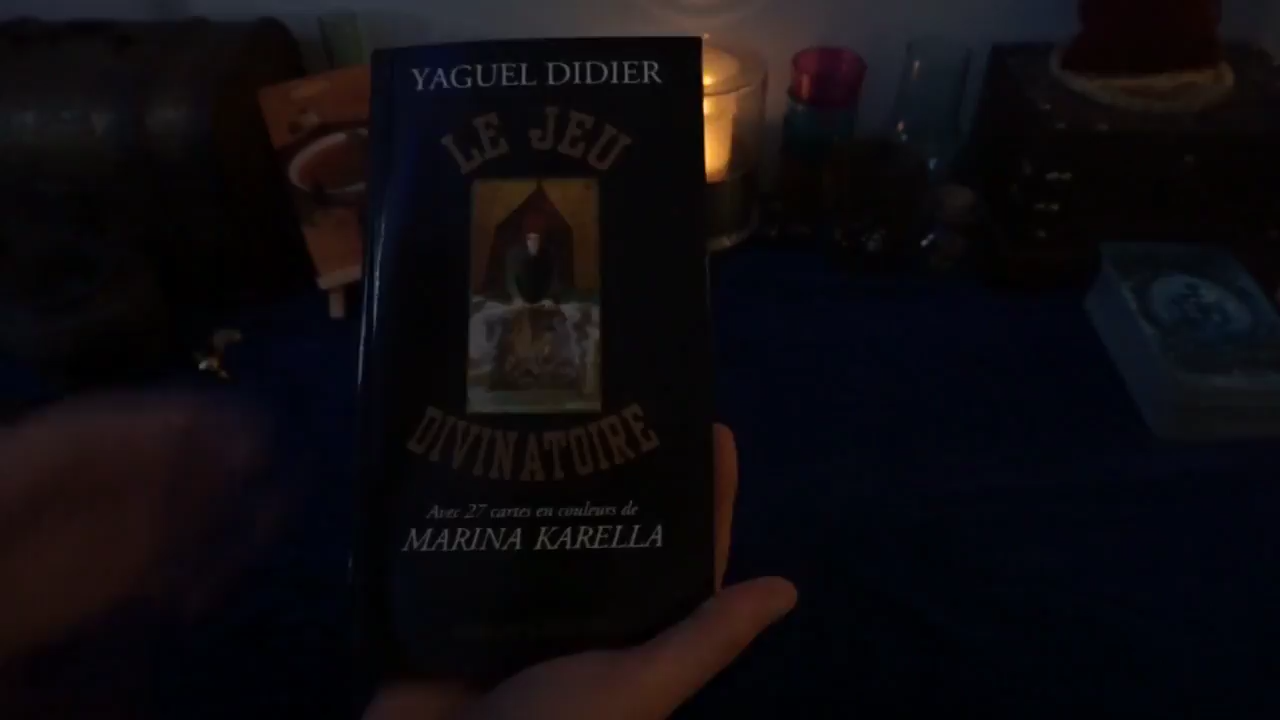 YAGUEL DIDIER
LE JEU
DIVINATOIRE
Avec 27 cartes en couleurs de
MARINA KARELLA